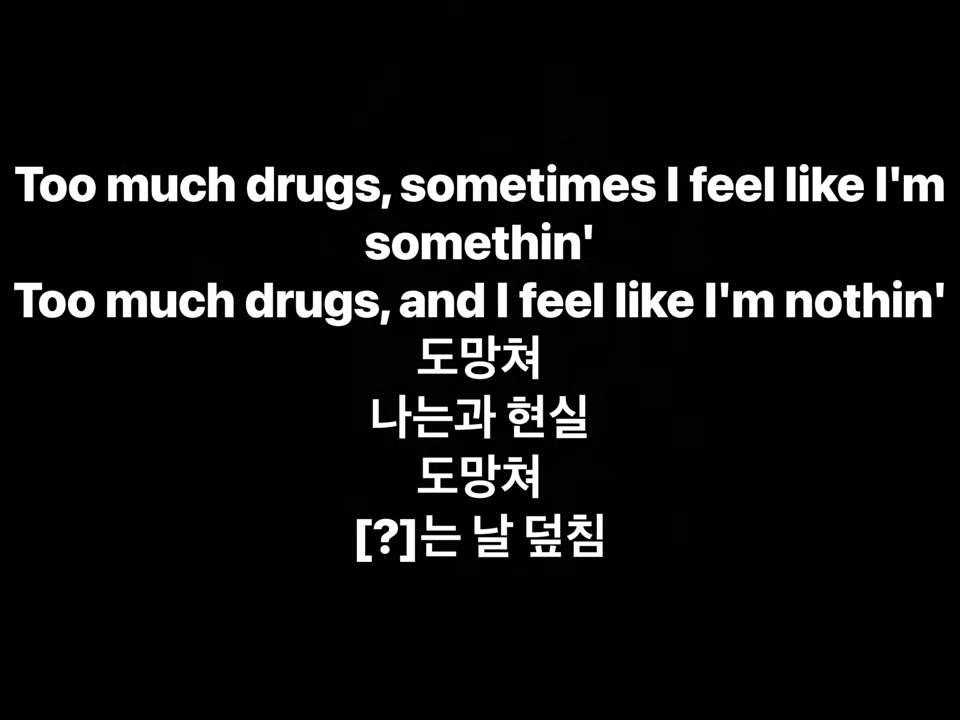 Too much drugs, sometimes I feel like I'm
somethin'
Too much drugs, and I feel like I'm nothin'
도망쳐
나는과 현실
도망쳐
[?]는 날 덮침